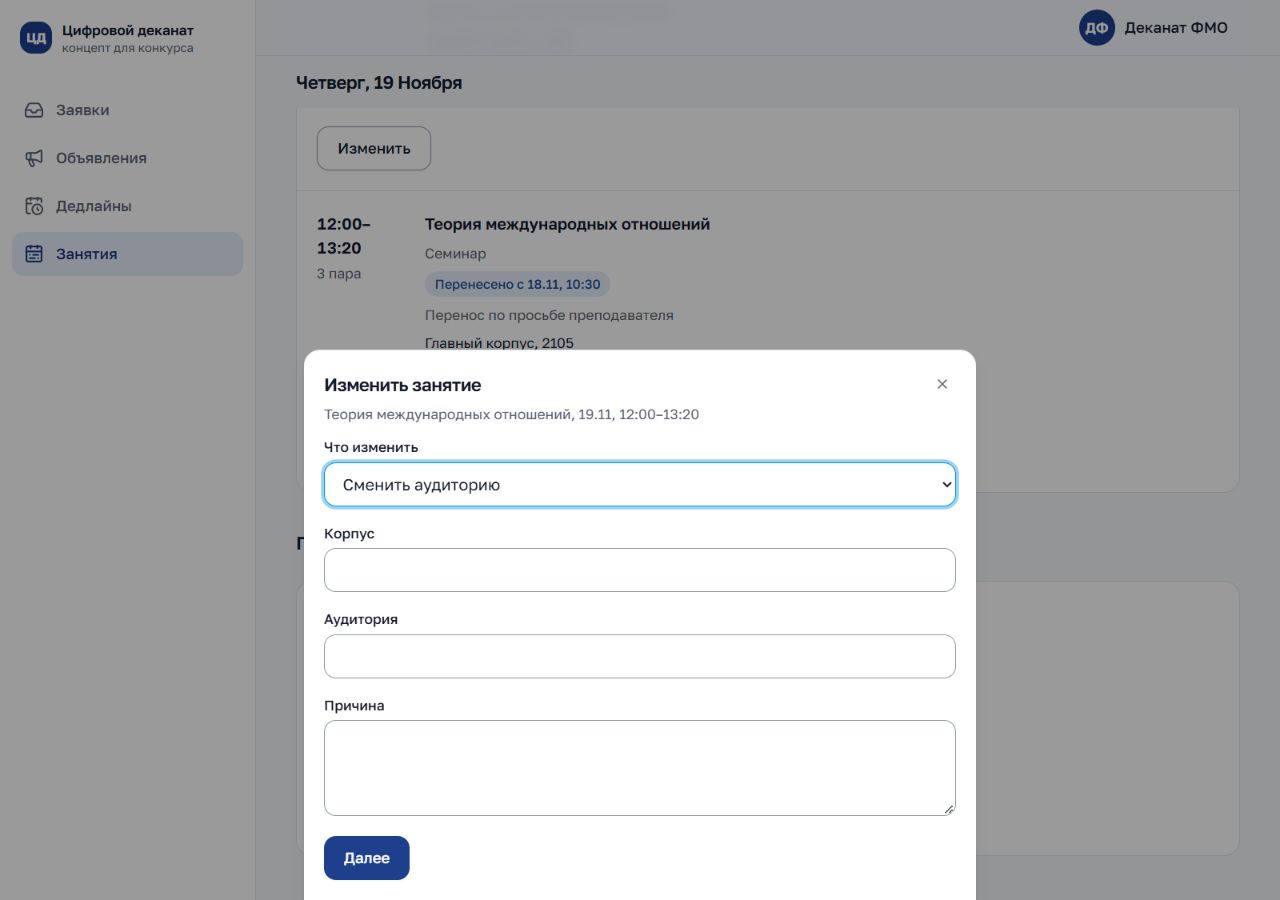 ЦД
Цифровой деканат
концепт для конкурса
Заявки
Объявления
Дедлайны
Занятия
ДФ Деканат ФМО
Четверг, 19 Ноября
Изменить
12:00–
13:20
3 пара
Теория международных отношений
Семинар
Перенесено с 18.11, 10:30
Перенос по просьбе преподавателя
Главный корпус, 2105
Изменить занятие
Теория международных отношений, 19.11, 12:00–13:20
Что изменить
Сменить аудиторию
Корпус
Аудитория
Причина
Далее